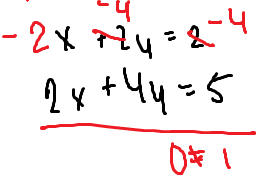 -4
-2x +2y = 2 -4
2x + 4y = 5
0 ≠ 1